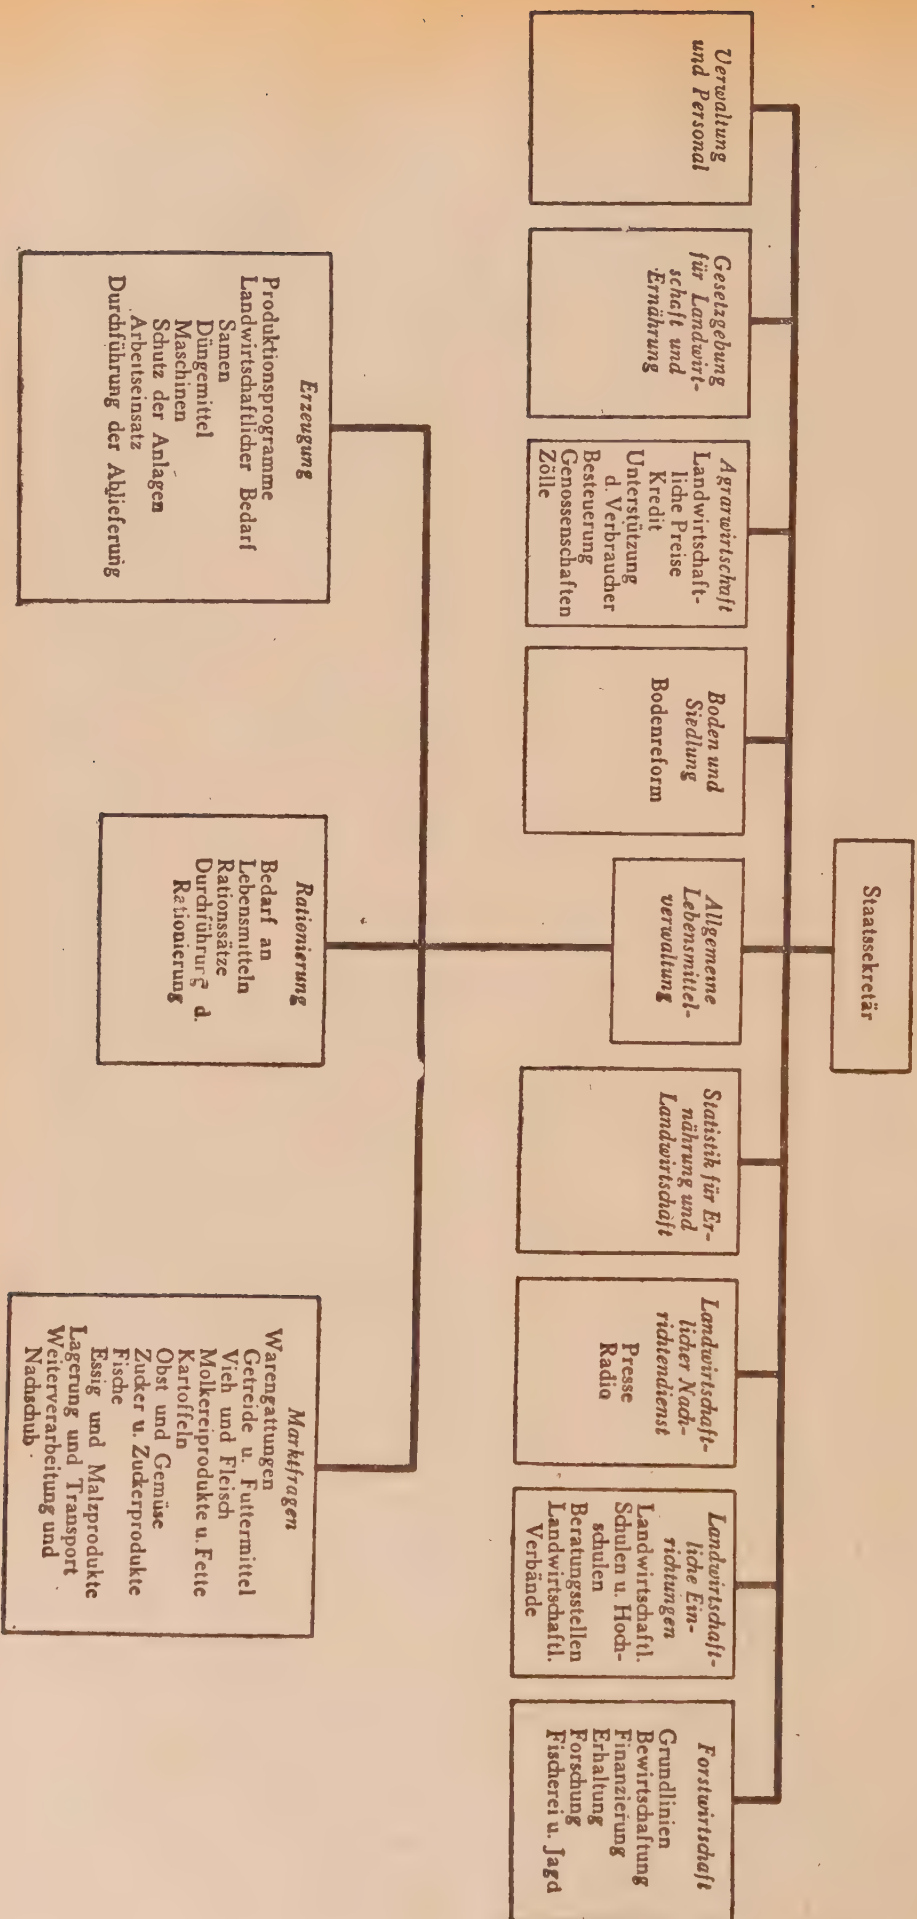 Staatssekretär
Verwaltung
und Personal
Gesetzgebung
für Landwirt-
schaft und
Ernährung
Agrarwirtschaft
Landwirtschaft-
liche Preise
Kredit
Unterstützung
d. Verbraucher
Besteuerung
Genossenschaften
Zölle
Boden und
Siedlung
Bodenreform
Allgemeine
Lebensmittel-
verwaltung
Statistik für Er-
nährung und
Landwirtschaft
Landwirtschaft-
licher Nach-
richtendienst
Presse
Radio
Landwirtschaft-
liche Ein-
richtungen
Landwirtschaftl.
Schulen u. Hoch-
schulen
Beratungsstellen
Landwirtschaftl.
Verbände
Forstwirtschaft
Grundlinien
Bewirtschaftung
Finanzierung
Erhaltung
Forschung
Fischerei u. Jagd
Erzeugung
Produktionsprogramme
Landwirtschaftlicher Bedarf
Samen
Düngemittel
Maschinen
Schutz der Anlagen
Arbeitseinsatz
Durchführung der Ablieferung
Rationierung
Bedarf an
Lebensmitteln
Rationssätze
Durchführung d.
Rationierung
Marktfragen
Warengattungen
Getreide u. Futtermittel
Vieh und Fleisch
Molkereiprodukte u. Fette
Kartoffeln
Obst und Gemüse
Zucker u. Zuckerprodukte
Fische
Essig und Malzprodukte
Lagerung und Transport
Weiterverarbeitung und
Nachschub